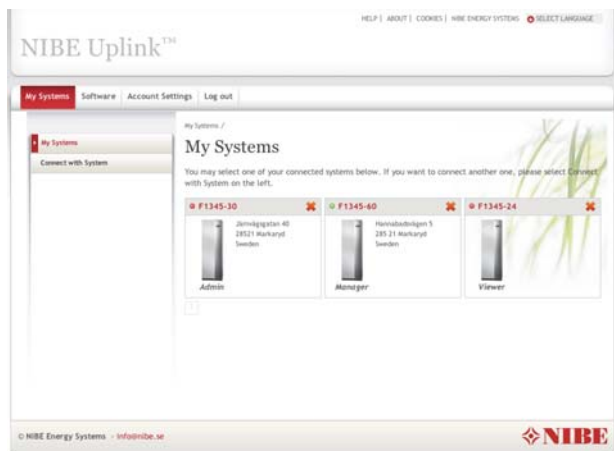 HELP | ABOUT | COOKIES | NIBE ENERGY SYSTEMS SELECT LANGUAGE
NIBE Uplink™
My Systems Software Account Settings Log out
My Systems /
My Systems
Connect with System
My Systems
You may select one of your connected systems below. If you want to connect another one, please select Connect
with System on the left.
F1345-30 F1345-60 F1345-24
Järnvägsgatan 40 Hannabadsvägen 5
28521 Markaryd 285 21 Markaryd
Sweden Sweden
Admin Manager Viewer
1
© NIBE Energy Systems - info@nibe.se
NIBE